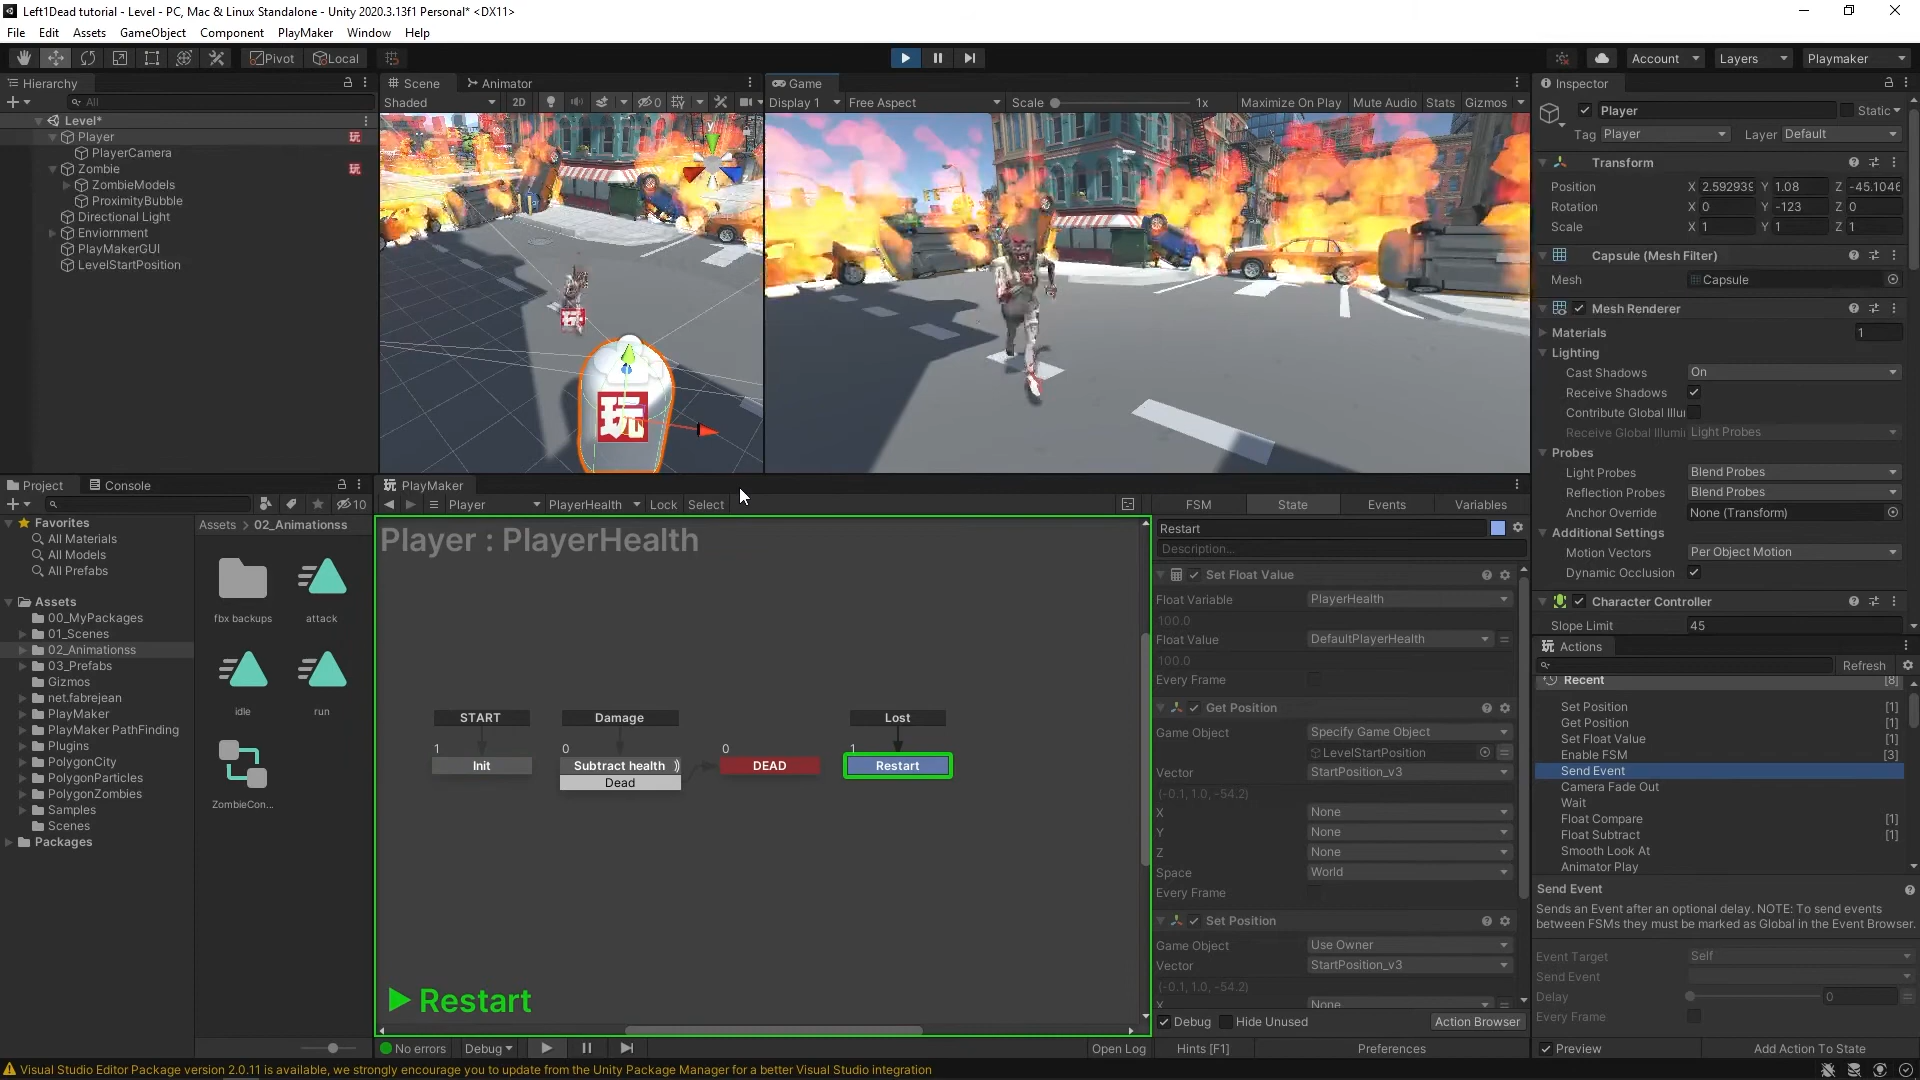 Left1Dead tutorial - Level - PC, Mac & Linux Standalone - Unity 2020.3.13f1 Personal* <DX11>
File Edit Assets GameObject Component PlayMaker Window Help
Pivot Local Account Layers Playmaker
Hierarchy
All
Level*
Player 玩
PlayerCamera
Zombie 玩
ZombieModels
ProximityBubble
Directional Light
Enviornment
PlayMakerGUI
LevelStartPosition
Scene Animator
Shaded 2D 0
y
玩
玩
Game
Display 1 Free Aspect Scale 1x Maximize On Play Mute Audio Stats Gizmos
Inspector
Player Static
Tag Player Layer Default
Transform
Position X 2.592939 Y 1.08 Z -45.1046
Rotation X 0 Y -123 Z 0
Scale X 1 Y 1 Z 1
Capsule (Mesh Filter)
Mesh Capsule
Mesh Renderer
Materials 1
Lighting
Cast Shadows On
Receive Shadows
Contribute Global Illu
Receive Global Illumi Light Probes
Probes
Light Probes Blend Probes
Reflection Probes Blend Probes
Anchor Override None (Transform)
Additional Settings
Motion Vectors Per Object Motion
Dynamic Occlusion
Character Controller
Slope Limit 45
Project Console
10
Favorites
All Materials
All Models
All Prefabs
Assets
00_MyPackages
01_Scenes
02_Animationss
03_Prefabs
Gizmos
net.fabrejean
PlayMaker
PlayMaker PathFinding
Plugins
PolygonCity
PolygonParticles
PolygonZombies
Samples
Scenes
Packages
Assets > 02_Animationss
fbx backups attack
idle run
ZombieCon...
玩 PlayMaker
Player PlayerHealth Lock Select
Player : PlayerHealth
START Damage Lost
1 0 0 1
Init Subtract health DEAD Restart
Dead
Restart
No errors Debug Open Log
FSM State Events Variables
Restart
Description...
Set Float Value
Float Variable PlayerHealth
100.0
Float Value DefaultPlayerHealth
100.0
Every Frame
Get Position
Game Object Specify Game Object
LevelStartPosition
Vector StartPosition_v3
(-0.1, 1.0, -54.2)
X None
Y None
Z None
Space World
Every Frame
Set Position
Game Object Use Owner
Vector StartPosition_v3
(-0.1, 1.0, -54.2)
X None
Debug Hide Unused Action Browser
Hints [F1] Preferences
玩 Actions
Refresh
Recent [8]
Set Position [1]
Get Position [1]
Set Float Value [1]
Enable FSM [3]
Send Event
Camera Fade Out
Wait
Float Compare [1]
Float Subtract [1]
Smooth Look At
Animator Play
Send Event
Sends an Event after an optional delay. NOTE: To send events
between FSMs they must be marked as Global in the Event Browser.
Event Target Self
Send Event
Delay 0
Every Frame
Preview Add Action To State
Visual Studio Editor Package version 2.0.11 is available, we strongly encourage you to update from the Unity Package Manager for a better Visual Studio integration